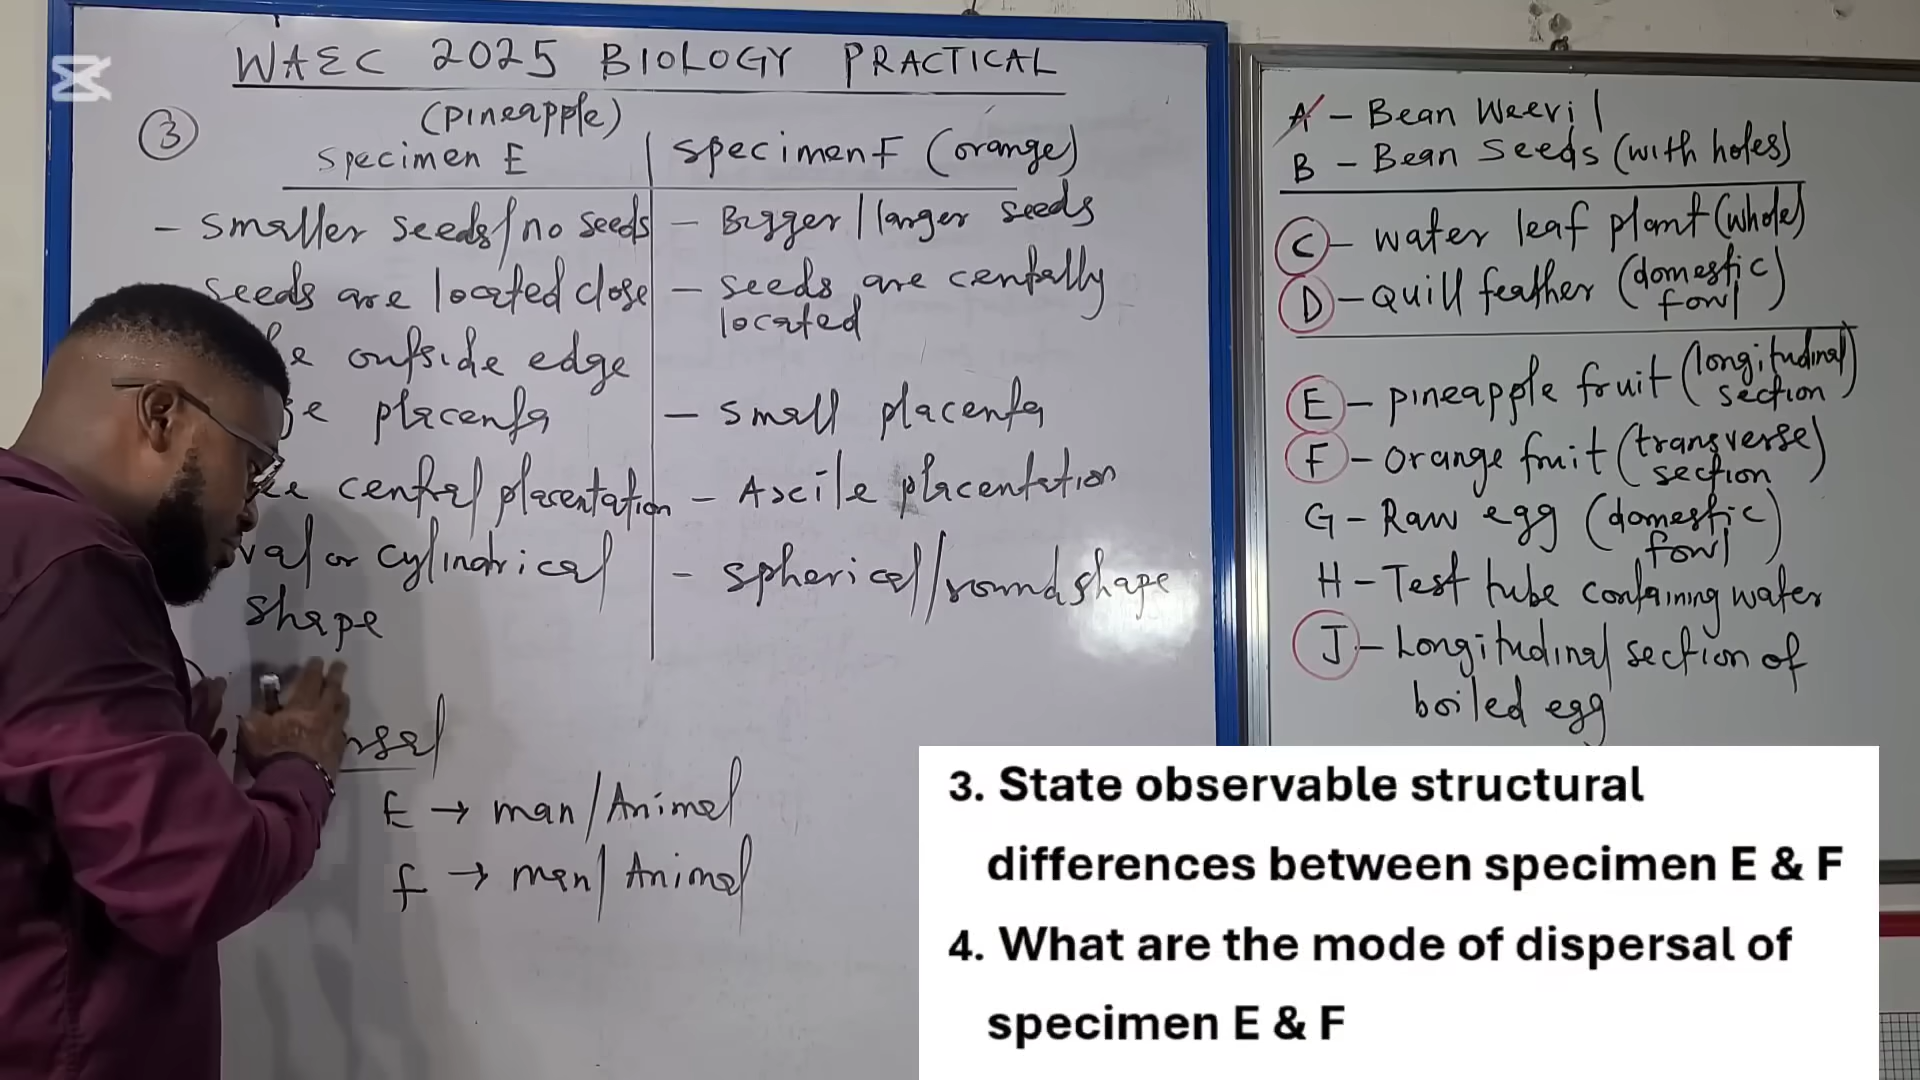 WAEC 2025 BIOLOGY PRACTICAL
3
(pineapple)
specimen E
specimen F (orange)
- smaller seeds/no seeds
- Bigger/larger seeds
seeds are located close
- seeds are centrally
located
outside edge
placenta
- small placenta
central placentation
- Axcile placentation
or cylindrical
shape
- spherical/round shape
E → man/Animal
F → man/Animal
A - Bean Weevil
B - Bean seeds (with holes)
C - water leaf plant (whole)
D - Quill feather (domestic
fowl)
E - pineapple fruit (longitudinal
section)
F - orange fruit (transverse
section)
G - Raw egg (domestic
fowl)
H - Test tube containing water
J - Longitudinal section of
boiled egg
3. State observable structural
differences between specimen E & F
4. What are the mode of dispersal of
specimen E & F